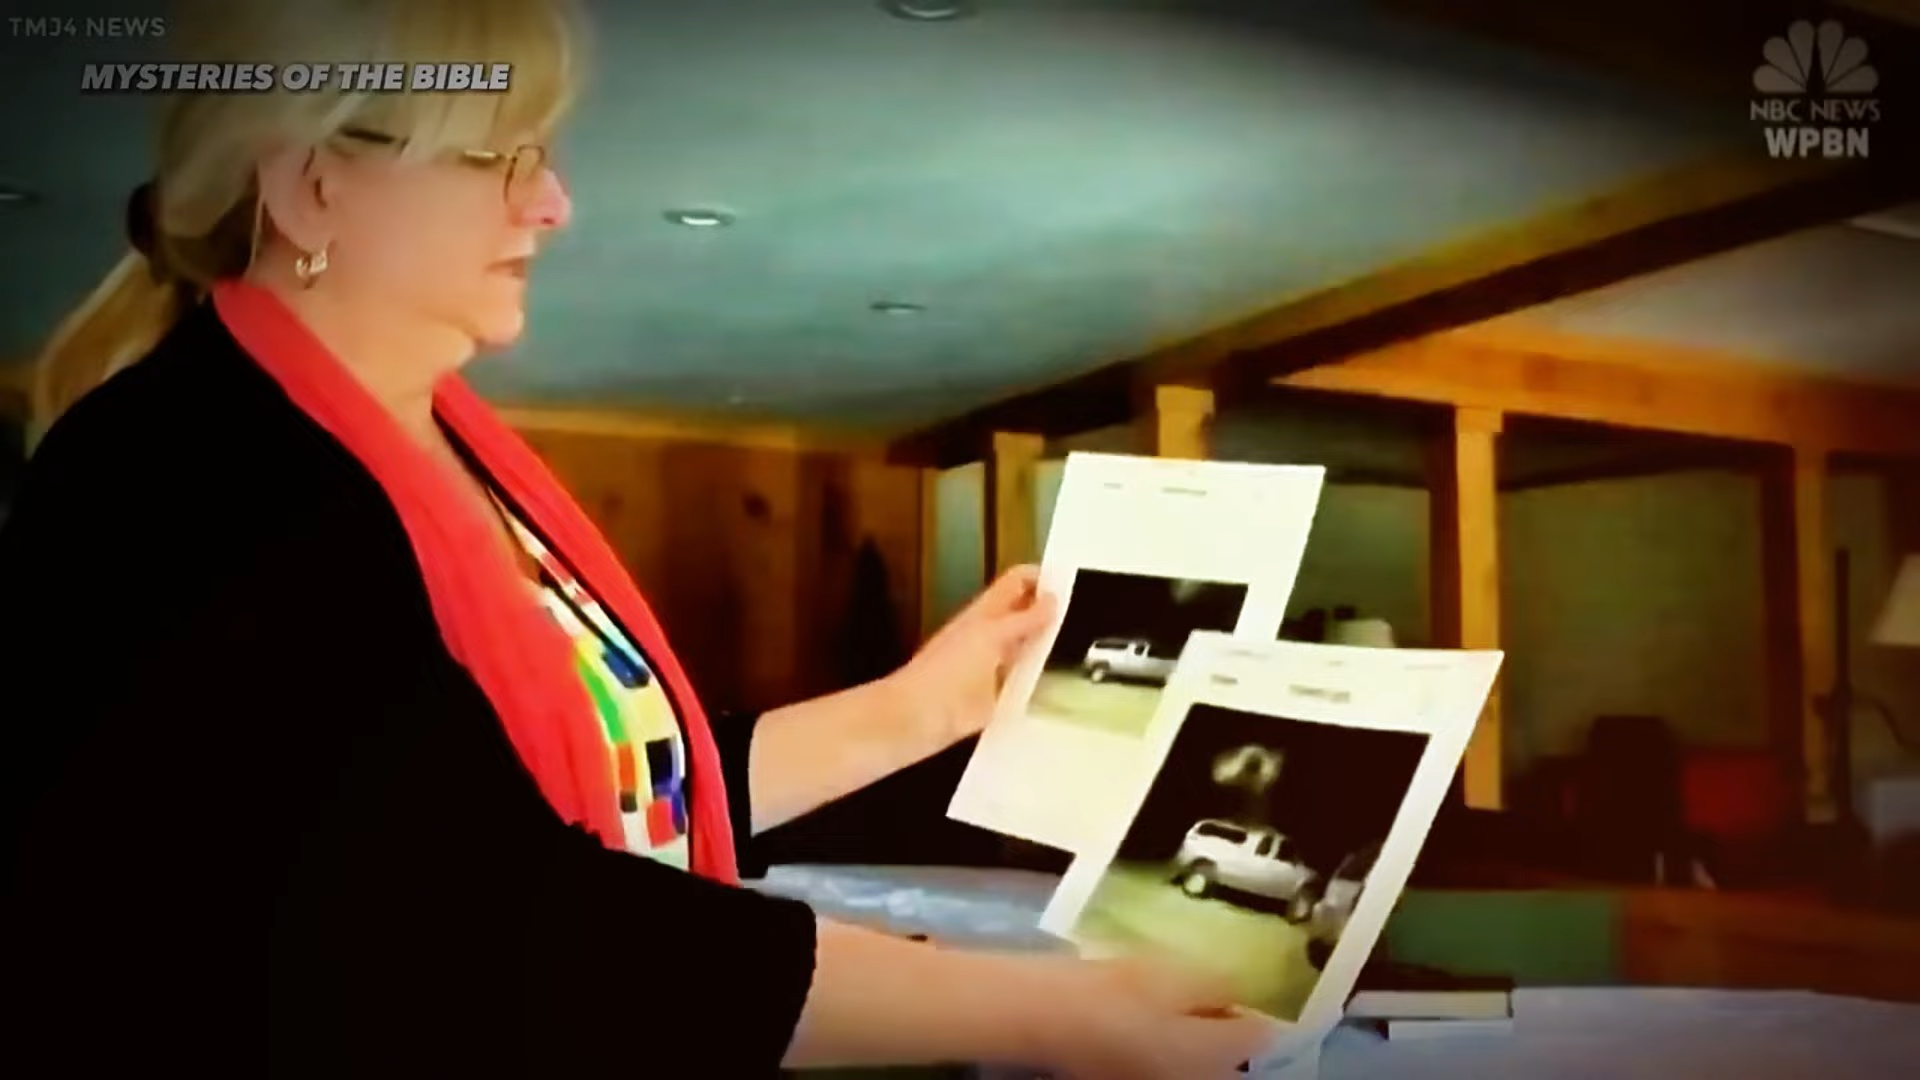 TMJ4 NEWS
MYSTERIES OF THE BIBLE
NBC NEWS
WPBN